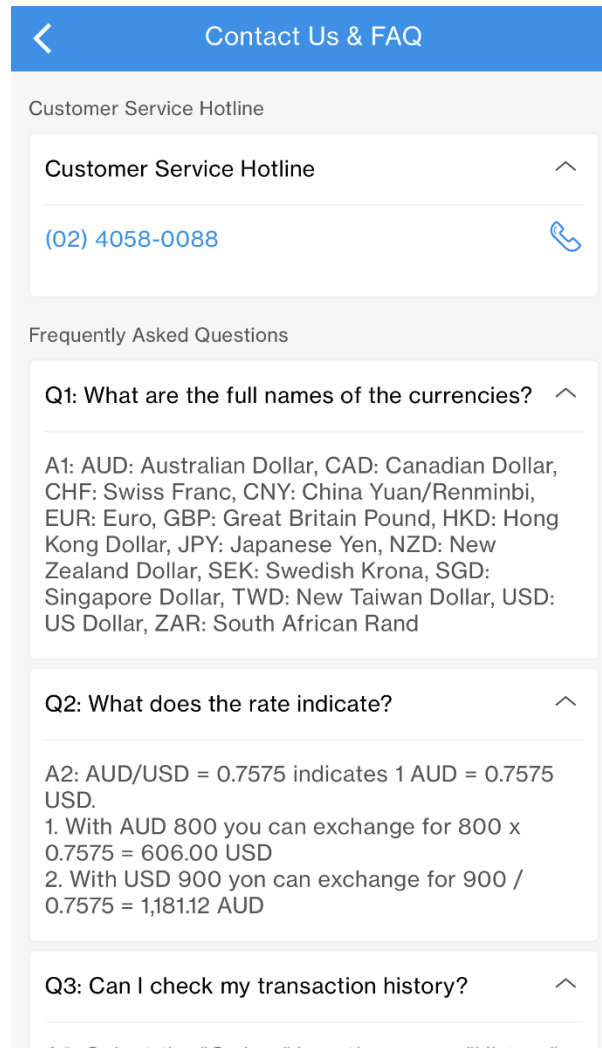 Contact Us & FAQ
Customer Service Hotline
Customer Service Hotline
(02) 4058-0088
Frequently Asked Questions
Q1: What are the full names of the currencies?
A1: AUD: Australian Dollar, CAD: Canadian Dollar,
CHF: Swiss Franc, CNY: China Yuan/Renminbi,
EUR: Euro, GBP: Great Britain Pound, HKD: Hong
Kong Dollar, JPY: Japanese Yen, NZD: New
Zealand Dollar, SEK: Swedish Krona, SGD:
Singapore Dollar, TWD: New Taiwan Dollar, USD:
US Dollar, ZAR: South African Rand
Q2: What does the rate indicate?
A2: AUD/USD = 0.7575 indicates 1 AUD = 0.7575
USD.
1. With AUD 800 you can exchange for 800 x
0.7575 = 606.00 USD
2. With USD 900 yon can exchange for 900 /
0.7575 = 1,181.12 AUD
Q3: Can I check my transaction history?